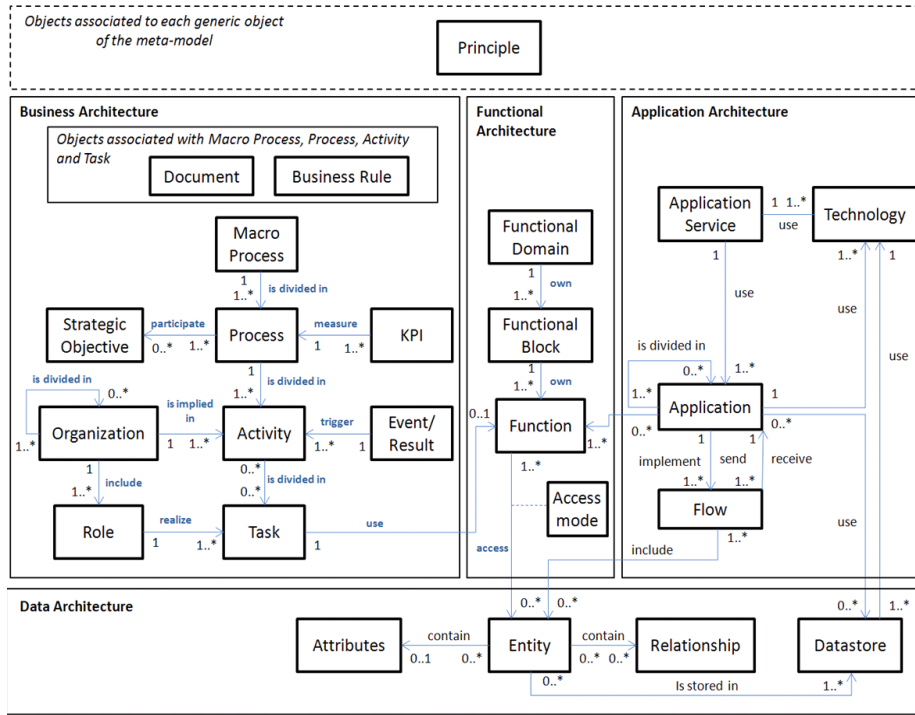 Objects associated to each generic object
of the meta-model
Principle
Business Architecture
Objects associated with Macro Process, Process, Activity
and Task
Document
Business Rule
Macro
Process
1
is divided in
1..*
Strategic
Objective
participate
0..*
1..*
Process
measure
1
1..*
KPI
1
is divided in
1..*
is divided in
0..*
1..*
Organization
is implied
in
1
1..*
Activity
trigger
1..*
1
Event/
Result
1
include
1..*
0..*
is divided in
0..*
Role
realize
1
1..*
Task
use
1
Functional
Architecture
Functional
Domain
1
own
1..*
Functional
Block
1
own
1..*
0..1
Function
1..*
1..*
Access
mode
access
0..*
0..*
Application Architecture
Application
Service
1
1..*
use
Technology
1
1..*
1
use
use
use
is divided in
0..*
1..*
1..*
Application
1
0..*
0..*
1
1
implement
send
receive
1..*
1..*
Flow
include
1..*
use
0..*
1..*
Data Architecture
Attributes
contain
0..1
0..*
Entity
contain
0..*
0..*
Relationship
Datastore
0..*
Is stored in
1..*